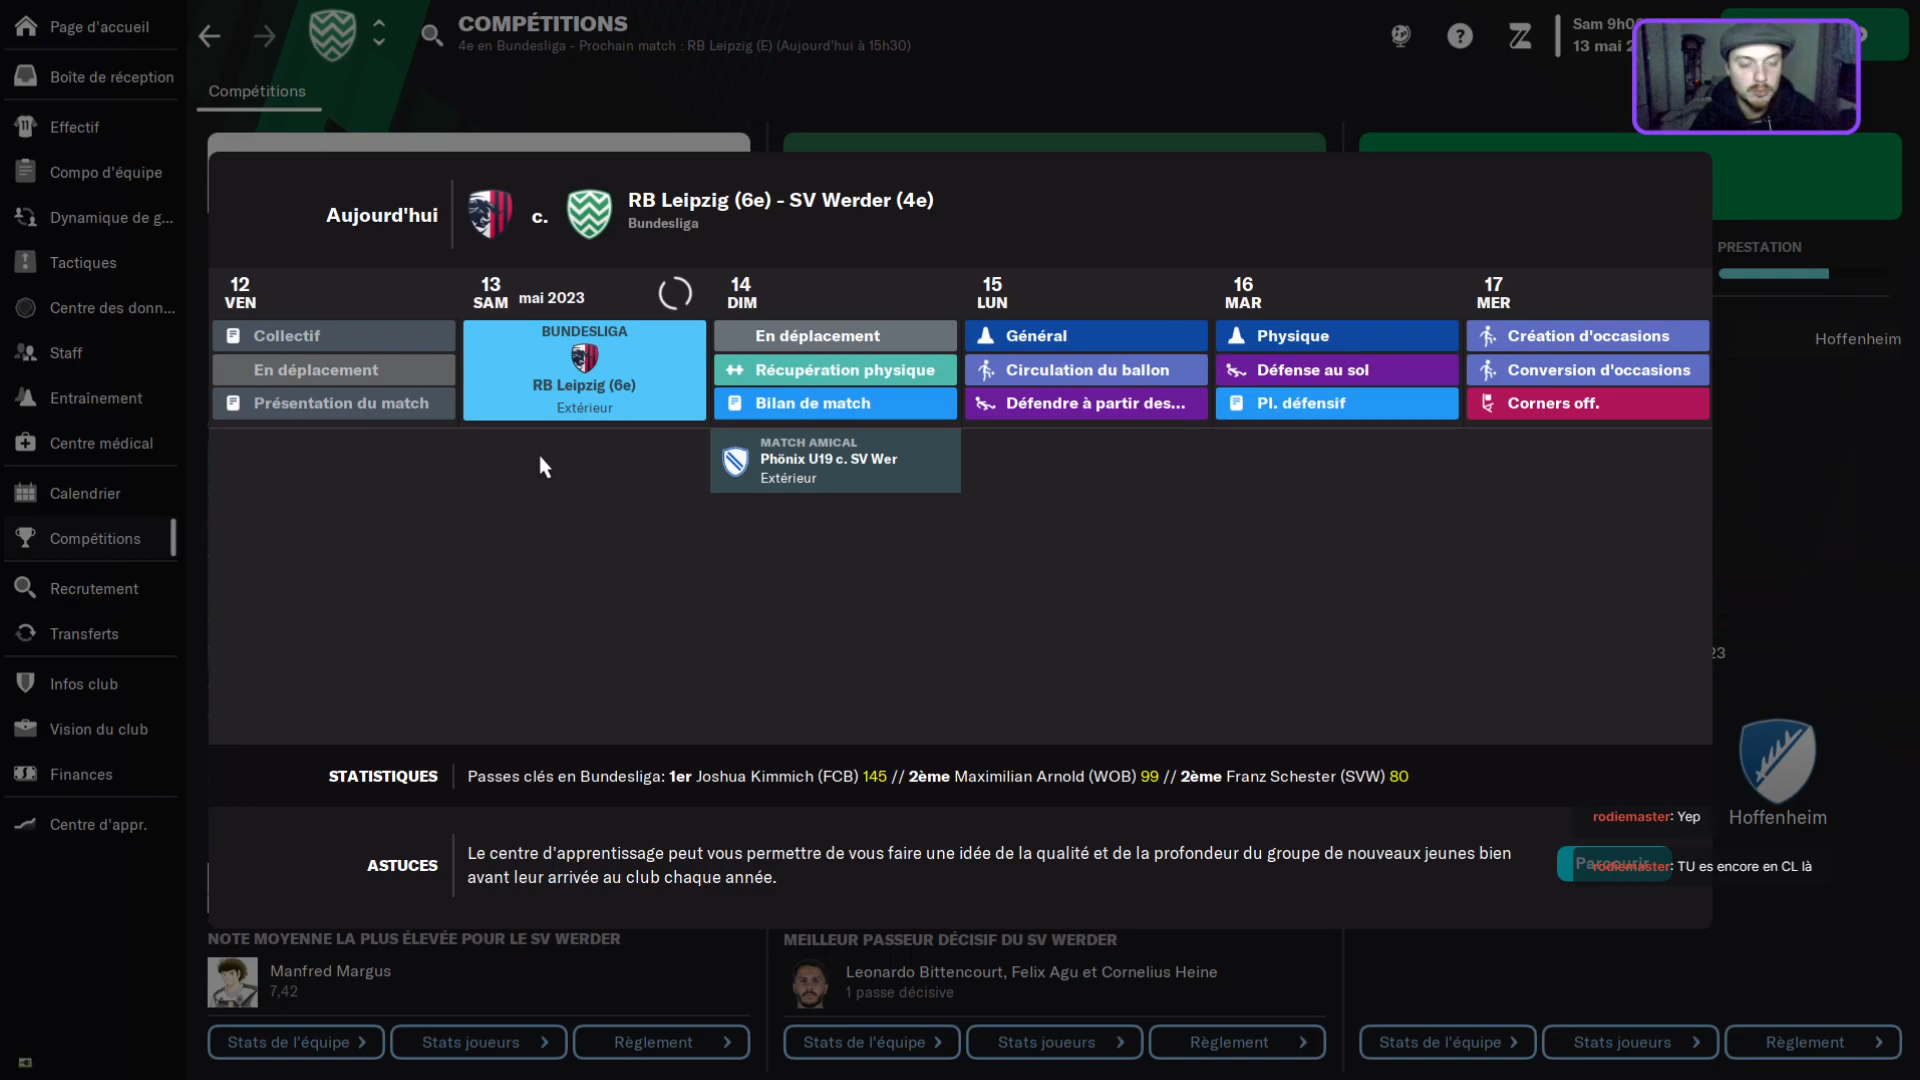 Page d'accueil
Boîte de réception
Effectif
Compo d'équipe
Dynamique de g...
Tactiques
Centre des donn...
Staff
Entraînement
Centre médical
Calendrier
Compétitions
Recrutement
Transferts
Infos club
Vision du club
Finances
Centre d'appr.
COMPÉTITIONS
4e en Bundesliga - Prochain match : RB Leipzig (E) (Aujourd'hui à 15h30)
Sam
13 mai
Compétitions
PRESTATION
Hoffenheim
Aujourd'hui
c.
RB Leipzig (6e) - SV Werder (4e)
Bundesliga
12
VEN
13
SAM
mai 2023
14
DIM
15
LUN
16
MAR
17
MER
Collectif
En déplacement
Présentation du match
BUNDESLIGA
RB Leipzig (6e)
Extérieur
En déplacement
Récupération physique
Bilan de match
Général
Circulation du ballon
Défendre à partir des...
Physique
Défense au sol
Pl. défensif
Création d'occasions
Conversion d'occasions
Corners off.
MATCH AMICAL
Phönix U19 c. SV Wer
Extérieur
23
STATISTIQUES
Passes clés en Bundesliga: 1er Joshua Kimmich (FCB) 145 // 2ème Maximilian Arnold (WOB) 99 // 2ème Franz Schester (SVW) 80
ASTUCES
Le centre d'apprentissage peut vous permettre de vous faire une idée de la qualité et de la profondeur du groupe de nouveaux jeunes bien
avant leur arrivée au club chaque année.
Hoffenheim
rodiemaster: Yep
rodiemaster: TU es encore en CL là
NOTE MOYENNE LA PLUS ÉLEVÉE POUR LE SV WERDER
Manfred Margus
7,42
MEILLEUR PASSEUR DÉCISIF DU SV WERDER
Leonardo Bittencourt, Felix Agu et Cornelius Heine
1 passe décisive
Stats de l'équipe
Stats joueurs
Règlement
Stats de l'équipe
Stats joueurs
Règlement
Stats de l'équipe
Stats joueurs
Règlement